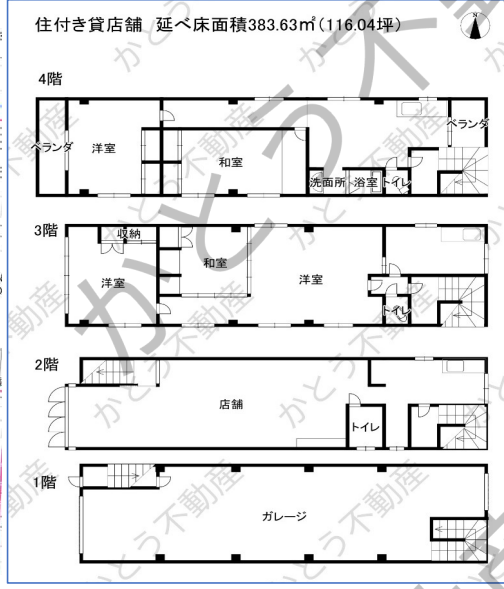 住付き貸店舗 延べ床面積383.63㎡(116.04坪)
N
4階
ベランダ
洋室
和室
洗面所
浴室
トイレ
ベランダ
3階
収納
洋室
和室
洋室
トイレ
2階
店舗
トイレ
1階
ガレージ
かとう不動産